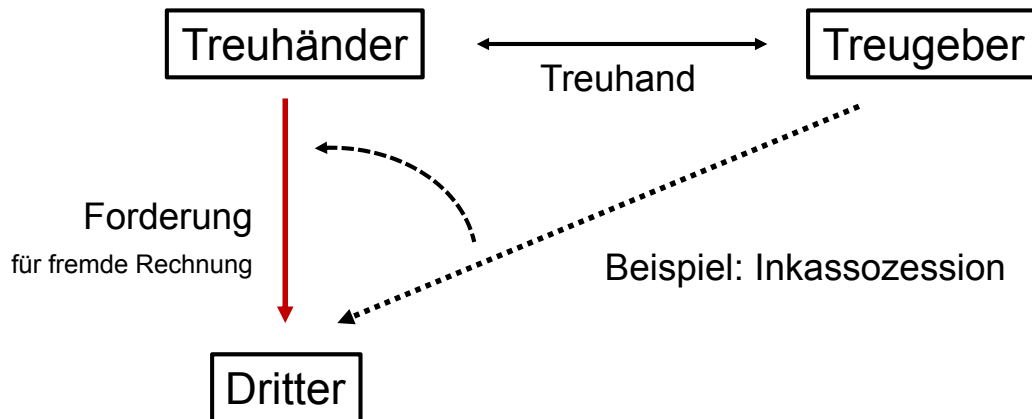 Treuhänder
Treugeber
Treuhand
Forderung
für fremde Rechnung
Beispiel: Inkassozession
Dritter